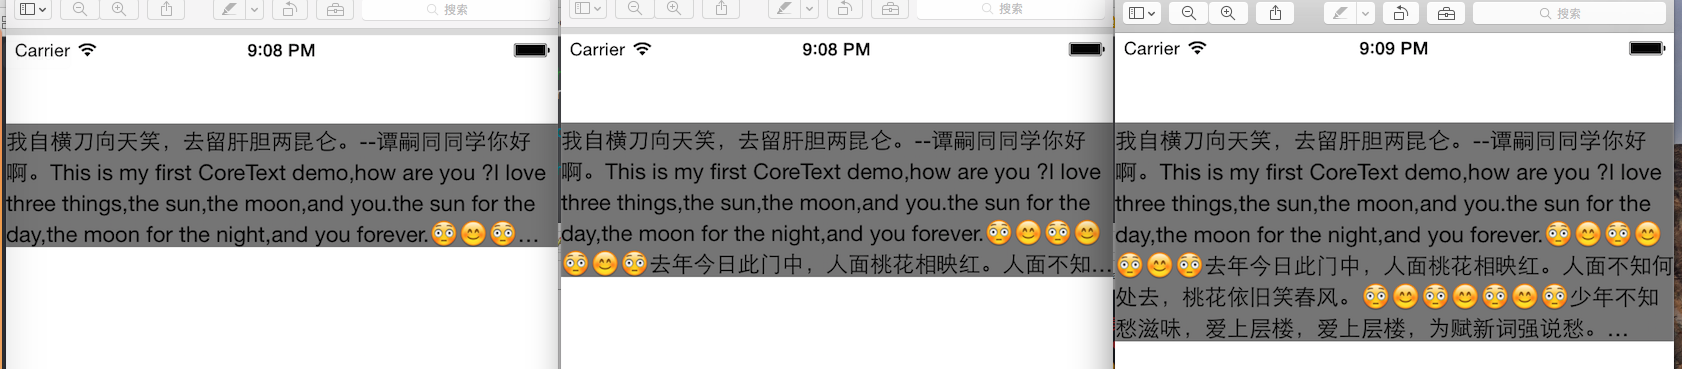 搜索
Carrier 9:08 PM
我自横刀向天笑，去留肝胆两昆仑。--谭嗣同同学你好
啊。This is my first CoreText demo,how are you ?I love
three things,the sun,the moon,and you.the sun for the
day,the moon for the night,and you forever.😳😊😳...
搜索
Carrier 9:08 PM
我自横刀向天笑，去留肝胆两昆仑。--谭嗣同同学你好
啊。This is my first CoreText demo,how are you ?I love
three things,the sun,the moon,and you.the sun for the
day,the moon for the night,and you forever.😳😊😳😊
😳😊😳去年今日此门中，人面桃花相映红。人面不知...
搜索
Carrier 9:09 PM
我自横刀向天笑，去留肝胆两昆仑。--谭嗣同同学你好
啊。This is my first CoreText demo,how are you ?I love
three things,the sun,the moon,and you.the sun for the
day,the moon for the night,and you forever.😳😊😳😊
😳😊😳去年今日此门中，人面桃花相映红。人面不知何
处去，桃花依旧笑春风。😳😊😳😊😳😊😳少年不知
愁滋味，爱上层楼，爱上层楼，为赋新词强说愁。...